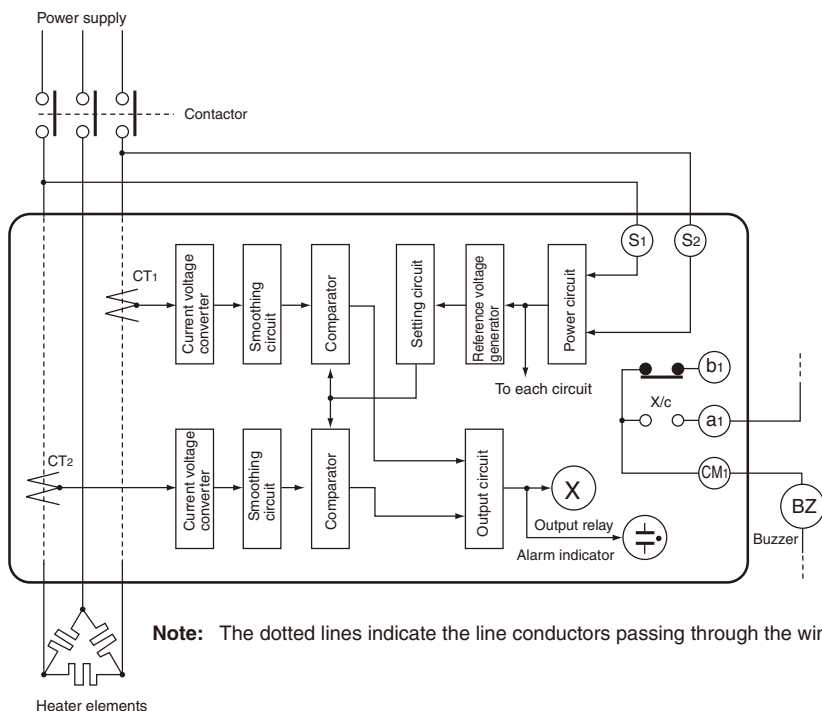 Power supply
Contactor
S1
S2
CT1
Current voltage
converter
Smoothing
circuit
Comparator
Setting circuit
Reference voltage
generator
Power circuit
To each circuit
b1
X/c
a1
CM1
BZ
Buzzer
CT2
Current voltage
converter
Smoothing
circuit
Comparator
Output circuit
X
Output relay
Alarm indicator
Note: The dotted lines indicate the line conductors passing through the
Heater elements